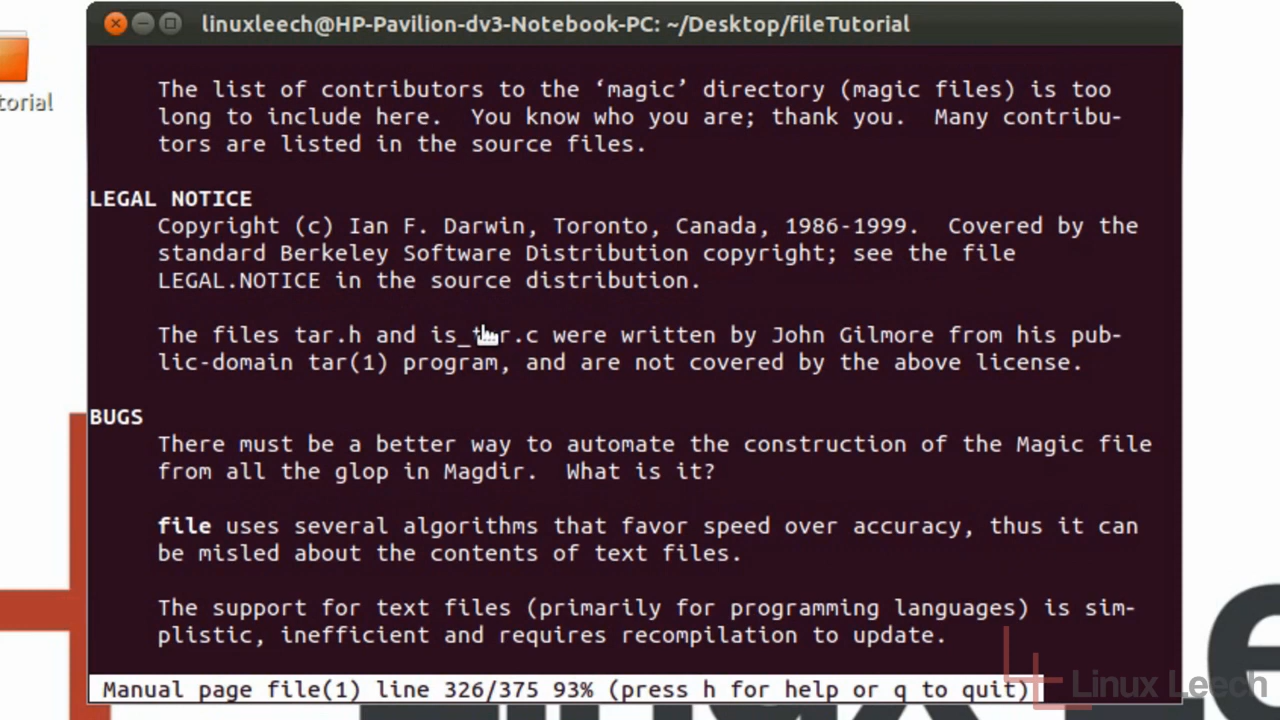 linuxleech@HP-Pavilion-dv3-Notebook-PC: ~/Desktop/fileTutorial
torial
The list of contributors to the ‘magic’ directory (magic files) is too
long to include here.  You know who you are; thank you.  Many contribu-
tors are listed in the source files.
LEGAL NOTICE
Copyright (c) Ian F. Darwin, Toronto, Canada, 1986-1999.  Covered by the
standard Berkeley Software Distribution copyright; see the file
LEGAL.NOTICE in the source distribution.
The files tar.h and is_tar.c were written by John Gilmore from his pub-
lic-domain tar(1) program, and are not covered by the above license.
BUGS
There must be a better way to automate the construction of the Magic file
from all the glop in Magdir.  What is it?
file uses several algorithms that favor speed over accuracy, thus it can
be misled about the contents of text files.
The support for text files (primarily for programming languages) is sim-
plistic, inefficient and requires recompilation to update.
Manual page file(1) line 326/375 93% (press h for help or q to quit)
Linux Leech